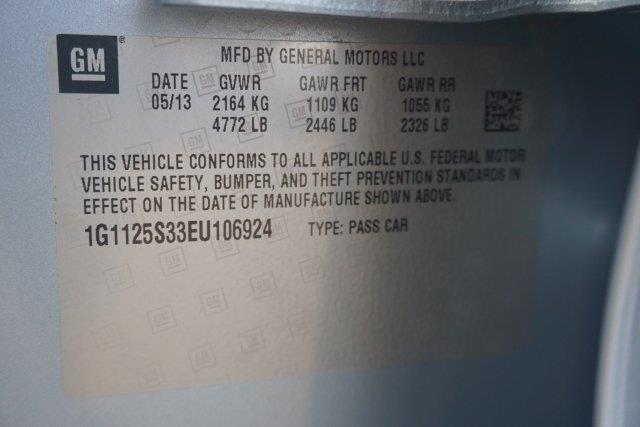 GM
MFD BY GENERAL MOTORS LLC
DATE GVWR GAWR FRT GAWR RR
05/13 2164 KG 1109 KG 1055 KG
4772 LB 2446 LB 2326 LB
THIS VEHICLE CONFORMS TO ALL APPLICABLE U.S. FEDERAL MOTOR
VEHICLE SAFETY, BUMPER, AND THEFT PREVENTION STANDARDS IN
EFFECT ON THE DATE OF MANUFACTURE SHOWN ABOVE.
1G1125S33EU106924 TYPE: PASS CAR